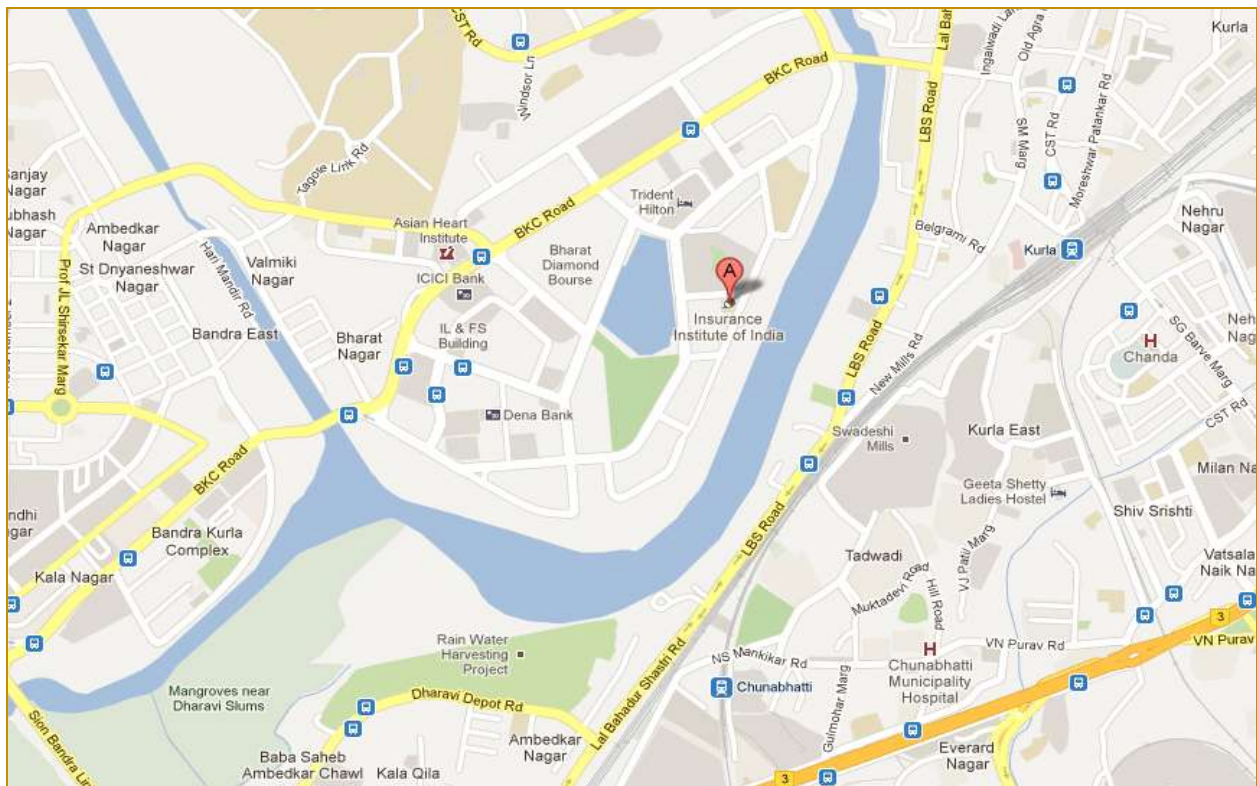 CST Rd
Windsor Ln
BKC Road
Lal Bah
Ingalwadi Lan
Old Agra
Kurla
LBS Road
SM Marg
CST Rd
Moreshwar Patankar Rd
Tagore Link Rd
Sanjay
Nagar
Nagar
Ambedkar
Nagar
Trident
Hilton
Asian Heart
Institute
BKC Road
Belgrami Rd
Kurla
Nehru
Nagar
St Dnyaneshwar
Nagar
Hari Mandir Rd
Valmiki
Nagar
ICICI Bank
Bharat
Diamond
Bourse
A
Insurance
Institute of India
Prof JL Shirsekar Marg
Bandra East
Bharat
Nagar
IL & FS
Building
LBS Road
New Mills Rd
H
Chanda
SG Barve Marg
Neh
Nag
CST Rd
Dena Bank
Swadeshi
Mills
Kurla East
BKC Road
Geeta Shetty
Ladies Hostel
Milan Na
Shiv Srishti
Bandra Kurla
Complex
LBS Road
Tadwadi
VJ Patil Marg
Vatsala
Naik Na
Kala Nagar
Muktadevi Road
Hill Road
3
VN Purav
Rain Water
Harvesting
Project
NS Mankikar Rd
H
VN Purav Rd
Chunabhatti
Municipality
Hospital
Chunabhatti
Mangroves near
Dharavi Slums
Dharavi Depot Rd
Lal Bahadur Shastri Rd
Gulmohar Marg
Sion Bandra Lin
Ambedkar
Nagar
Everard
Nagar
Baba Saheb
Ambedkar Chawl
Kala Qila
3